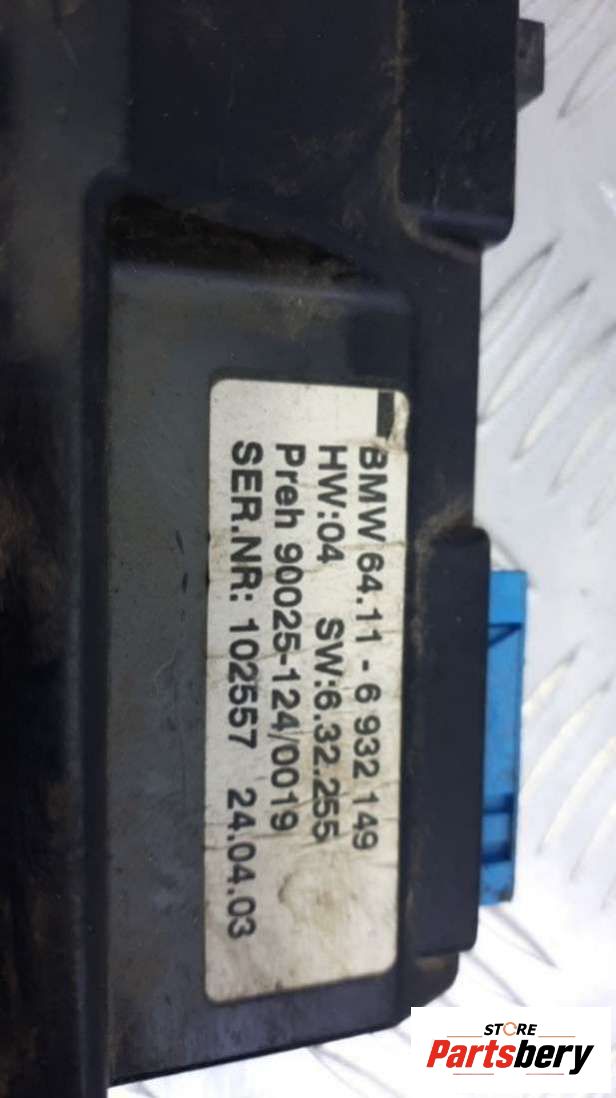 BMW 64.11 - 6 932 149
HW:04 SW:6.32.255
Preh 90025-124/0019
SER.NR: 102557 24.04.03
STORE
Partsbery